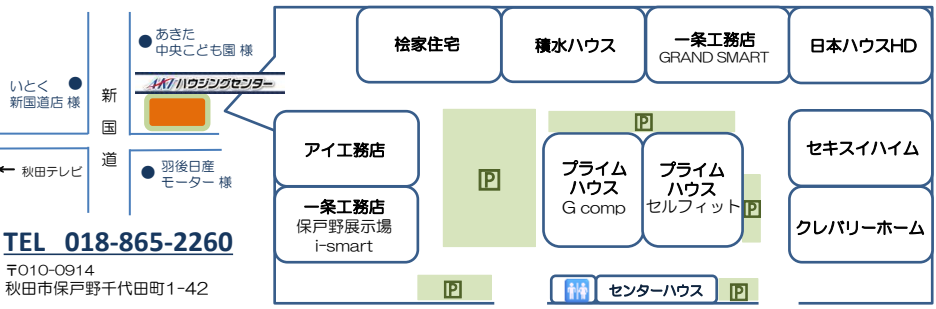 あきた
中央こども園 様
いとく
新国道店 様
新
国
道
AKTハウジングセンター
← 秋田テレビ
羽後日産
モーター 様
TEL 018-865-2260
〒010-0914
秋田市保戸野千代田町1-42
桧家住宅
積水ハウス
一条工務店
GRAND SMART
日本ハウスHD
アイ工務店
一条工務店
保戸野展示場
i-smart
P
P
プライム
ハウス
G comp
プライム
ハウス
セルフィット
P
セキスイハイム
クレバリーホーム
P
センターハウス
P